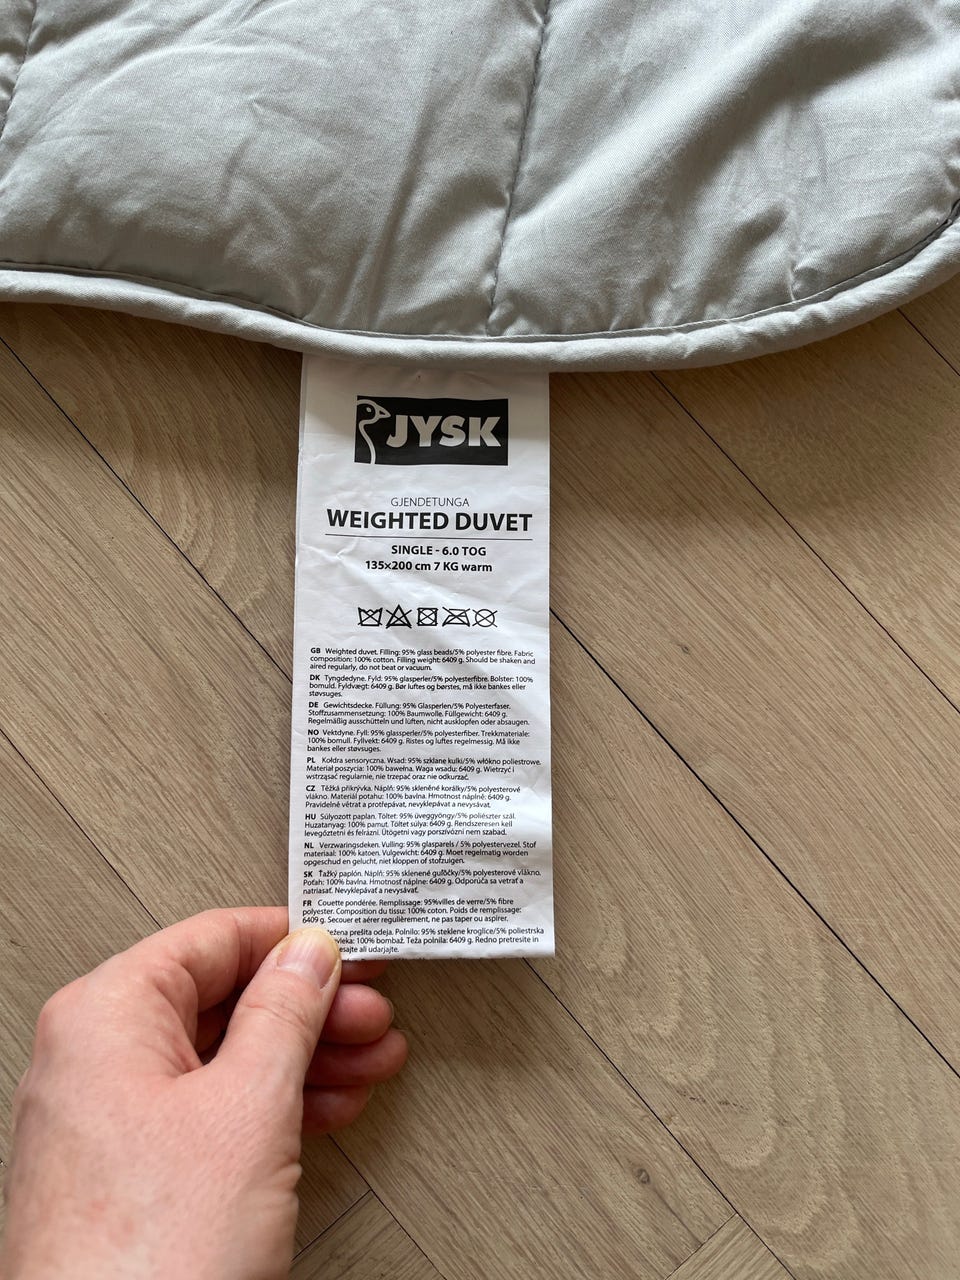 JYSK
GJENDETUNGA
WEIGHTED DUVET
SINGLE - 6.0 TOG
135×200 cm 7 KG warm
GB Weighted duvet. Filling: 95% glass beads/5% polyester fibre. Fabric
composition: 100% cotton. Filling weight: 6409 g. Should be shaken and
aired regularly, do not beat or vacuum.
DK Tyngdedyne. Fyld: 95% glasperler/5% polyesterfibre. Bolster: 100%
bomuld. Fyldvægt: 6409 g. Bør luftes og børstes, må ikke bankes eller
støvsuges.
DE Gewichtsdecke. Füllung: 95% Glasperlen/5% Polyesterfaser.
Stoffzusammensetzung: 100% Baumwolle. Füllgewicht: 6409 g.
Regelmäßig ausschütteln und lüften, nicht ausklopfen oder absaugen.
NO Vektdyne. Fyll: 95% glassperler/5% polyesterfiber. Trekkmateriale:
100% bomull. Fyllvekt: 6409 g. Ristes og luftes regelmessig. Må ikke
bankes eller støvsuges.
PL Kołdra sensoryczna. Wsad: 95% szklane kulki/5% włókno poliestrowe.
Materiał poszycia: 100% bawełna. Waga wsadu: 6409 g. Wietrzyć i
wstrząsać regularnie, nie trzepać oraz nie odkurzać.
CZ Těžká přikrývka. Náplň: 95% skleněné korálky/5% polyesterové
vlákno. Materiál potahu: 100% bavlna. Hmotnost náplně: 6409 g.
Pravidelně větrat a protřepávat, nevyklepávat a nevysávat.
HU Súlyozott paplan. Töltet: 95% üveggyöngy/5% poliészter szál.
Huzatanyag: 100% pamut. Töltet súlya: 6409 g. Rendszeresen kell
levegőztetni és felrázni. Ütögetni vagy porszívózni nem szabad.
NL Verzwaringsdeken. Vulling: 95% glasparels / 5% polyestervezel. Stof
materiaal: 100% katoen. Vulgewicht: 6409 g. Moet regelmatig worden
opgeschud en gelucht, niet kloppen of stofzuigen.
SK Ťažký paplón. Náplň: 95% sklenené guľôčky/5% polyesterové vlákno.
Poťah: 100% bavlna. Hmotnosť náplne: 6409 g. Odporúča sa vetrať a
natriasať. Nevyklepávať a nevysávať.
FR Couette pondérée. Remplissage: 95%villes de verre/5% fibre
polyester. Composition du tissu: 100% coton. Poids de remplissage:
6409 g. Secouer et aérer regulièrement, ne pas taper ou aspirer.
prešita odeja. Polnilo: 95% steklene kroglice/5% poliestrska
100% bombaž. Teža polnila: 6409 g. Redno pretresite in
ali udarjajte.